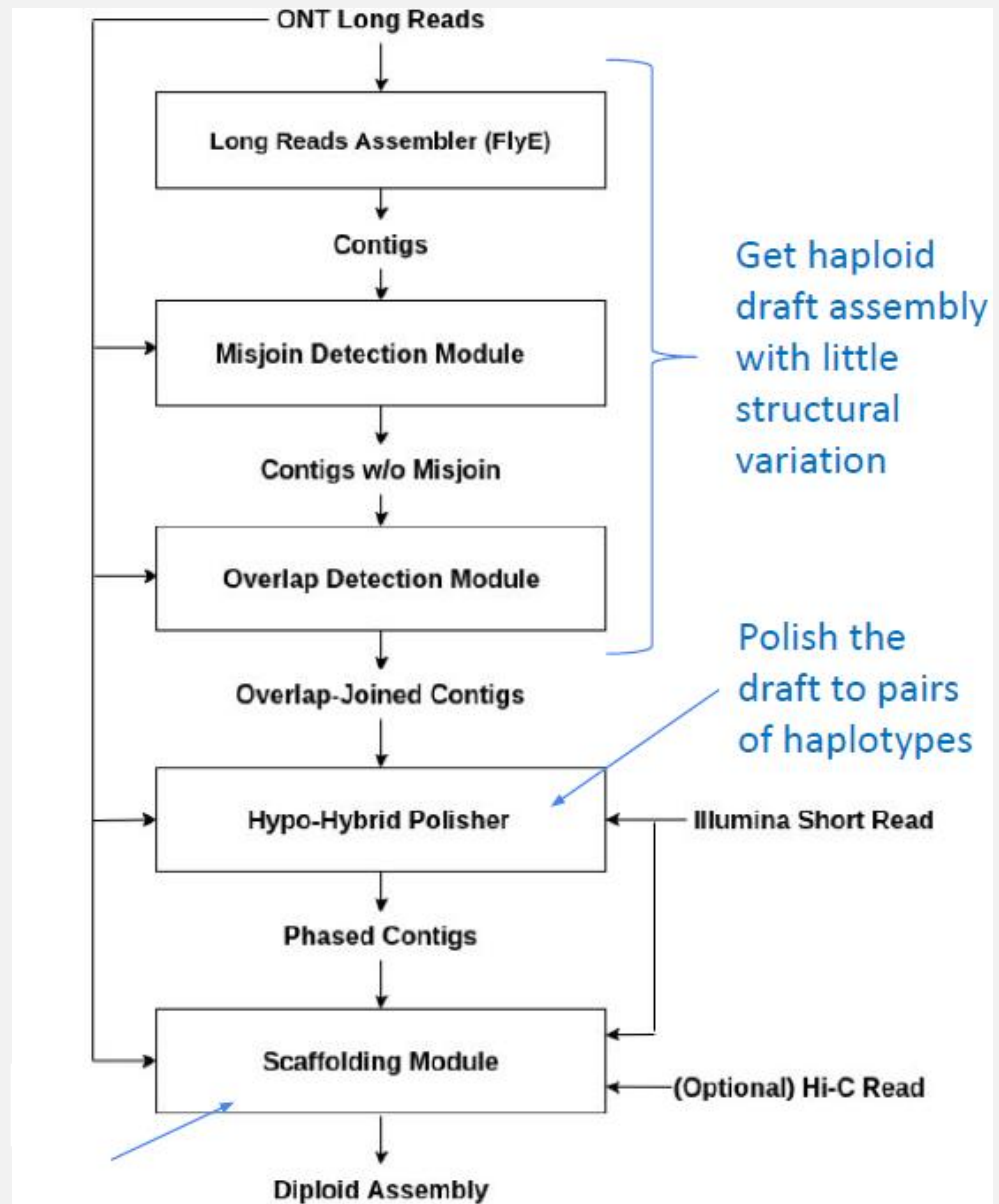 ONT Long Reads
Long Reads Assembler (FlyE)
Contigs
Misjoin Detection Module
Contigs w/o Misjoin
Overlap Detection Module
Overlap-Joined Contigs
Hypo-Hybrid Polisher
Illumina Short Read
Phased Contigs
Scaffolding Module
(Optional) Hi-C Read
Diploid Assembly
Get haploid
draft assembly
with little
structural
variation
Polish the
draft to pairs
of haplotypes